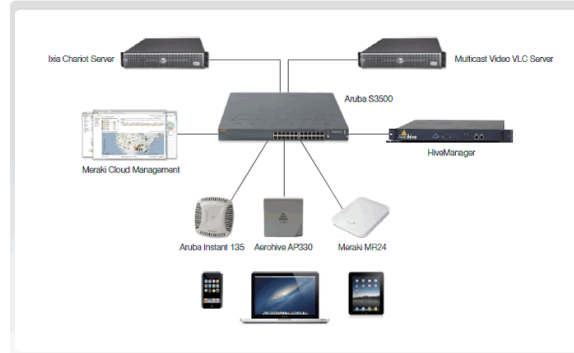 Ixia Chariot Server
Multicast Video VLC Server
Aruba S3500
Meraki Cloud Management
HiveManager
Aruba Instant 135
Aerohive AP330
Meraki MR24